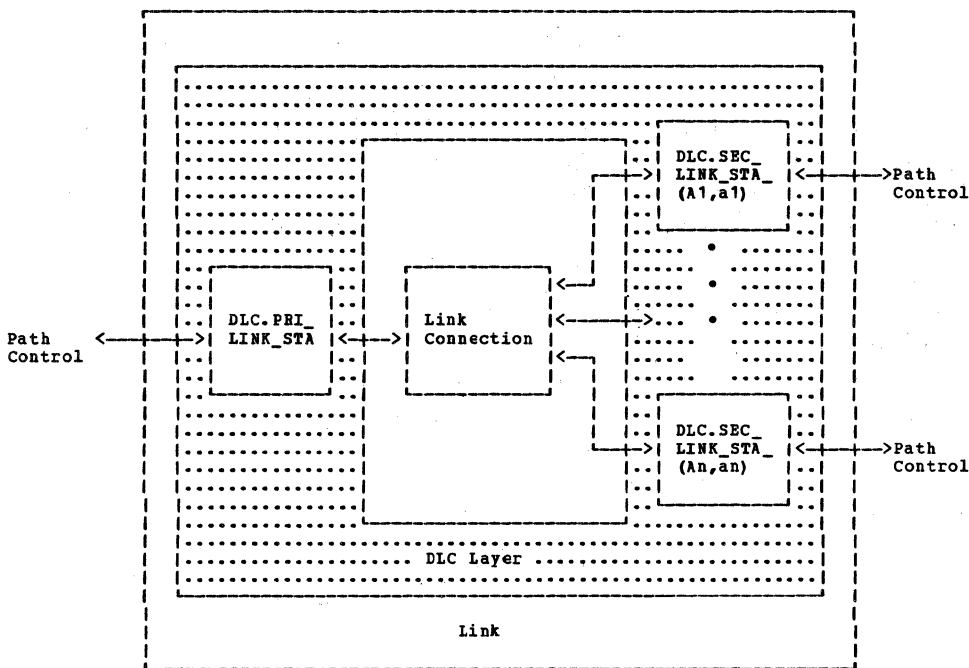 DLC.SEC_
LINK_STA_
(A1,a1)
Path
Control
DLC.PRI_
LINK_STA
Link
Connection
Path
Control
DLC.SEC_
LINK_STA_
(An,an)
Path
Control
DLC Layer
Link